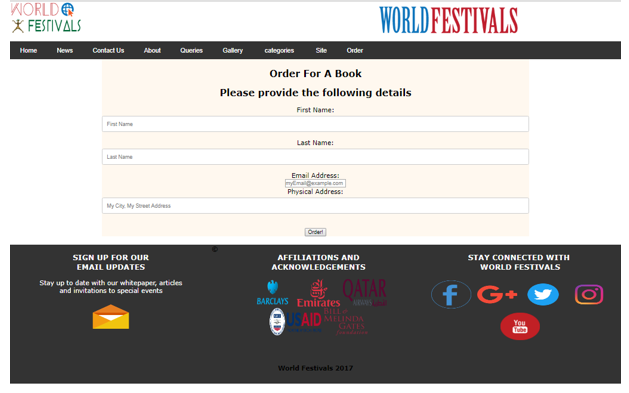 WORLD
FESTIVALS
WORLDFESTIVALS
Home News Contact Us About Queries Gallery categories Site Order
Order For A Book
Please provide the following details
First Name:
First Name
Last Name:
Last Name
Email Address:
myEmail@example.com
Physical Address:
My City, My Street Address
Order!
SIGN UP FOR OUR
EMAIL UPDATES
Stay up to date with our whitepaper, articles
and invitations to special events
©
AFFILIATIONS AND
ACKNOWLEDGEMENTS
BARCLAYS
Emirates
QATAR
USAID
BILL &
MELINDA
GATES
STAY CONNECTED WITH
WORLD FESTIVALS
f
G+
You
Tube
World Festivals 2017